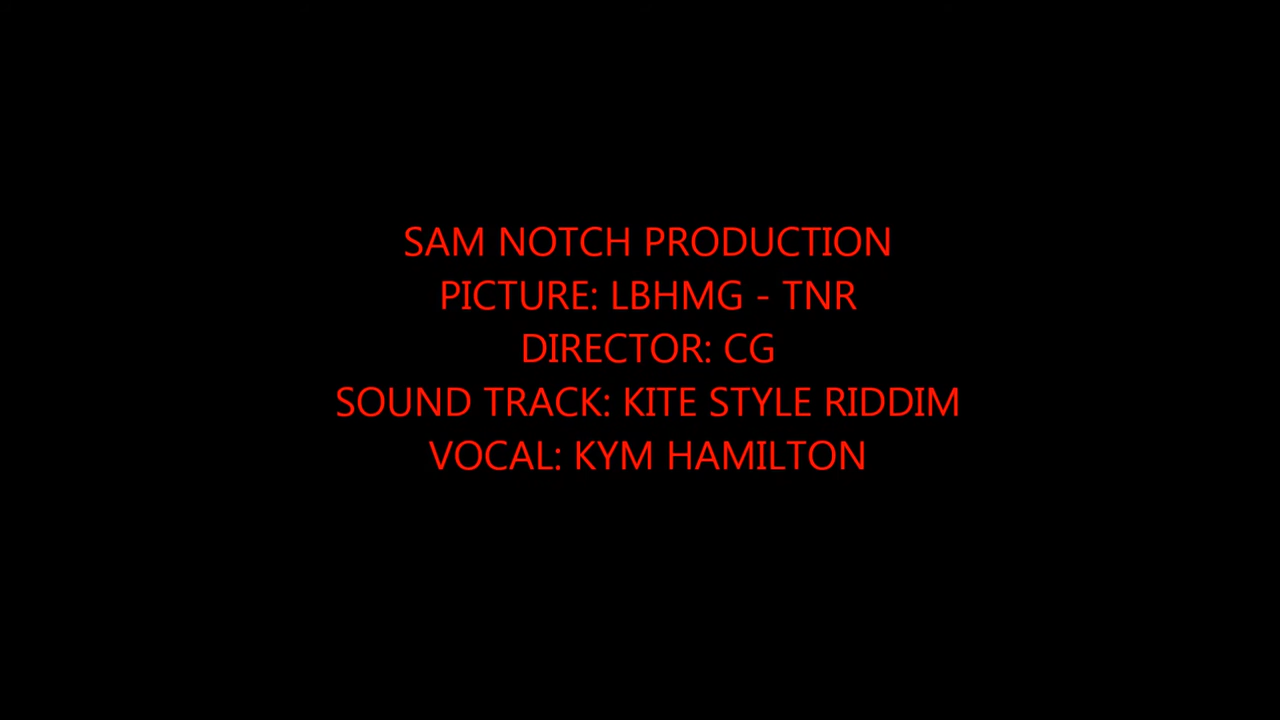 SAM NOTCH PRODUCTION
PICTURE: LBHMG - TNR
DIRECTOR: CG
SOUND TRACK: KITE STYLE RIDDIM
VOCAL: KYM HAMILTON